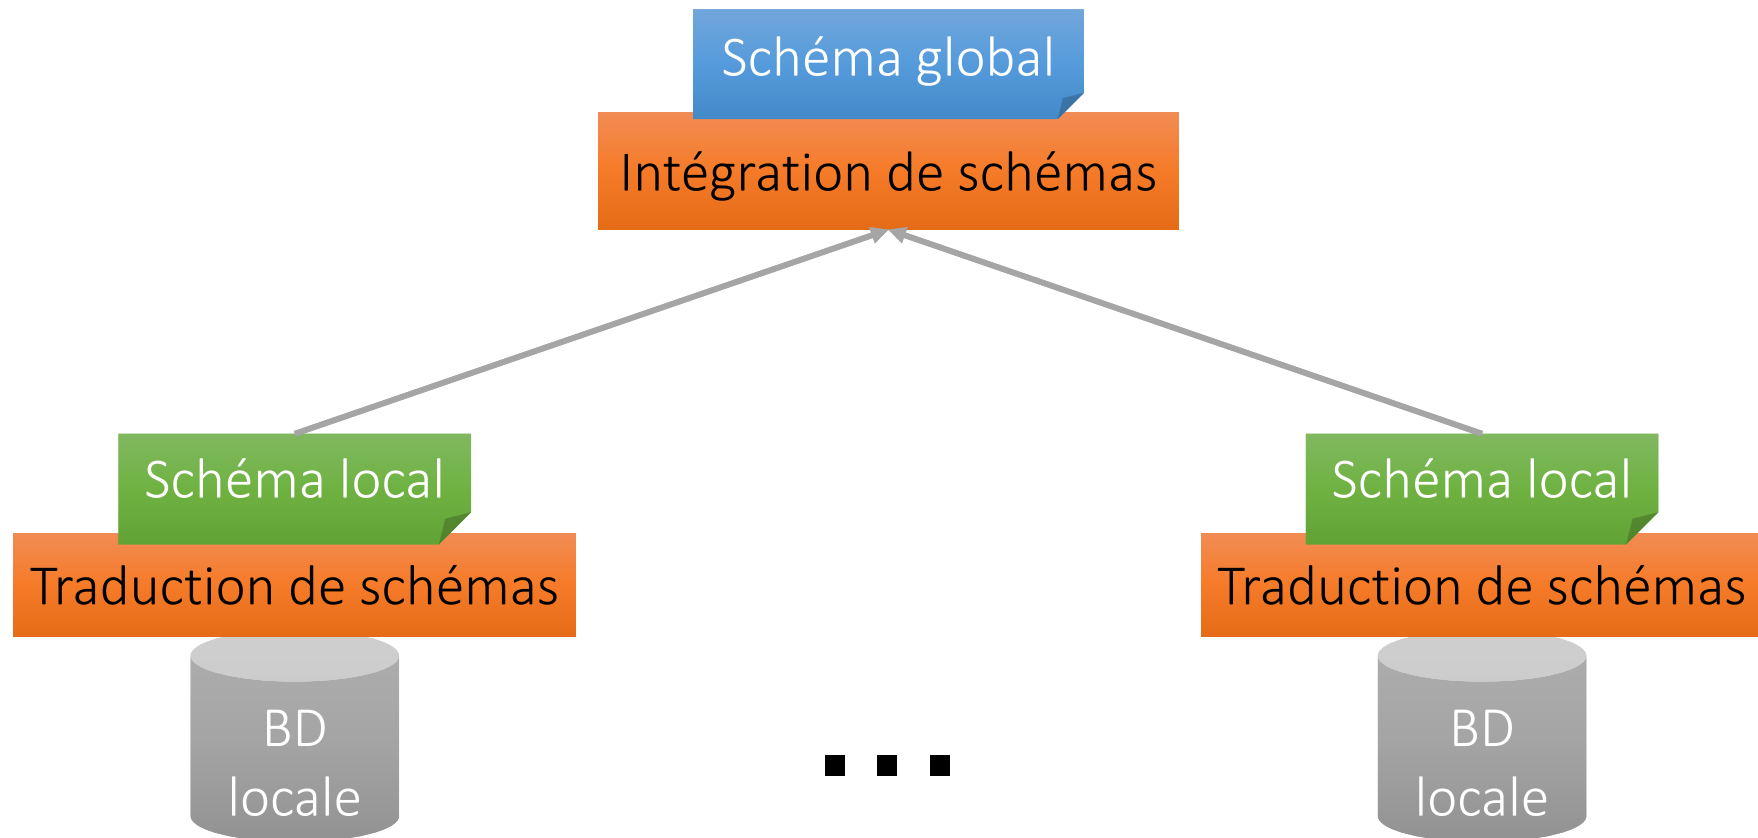 Schéma global
Intégration de schémas
Schéma local
Schéma local
Traduction de schémas
Traduction de schémas
BD
locale
...
BD
locale